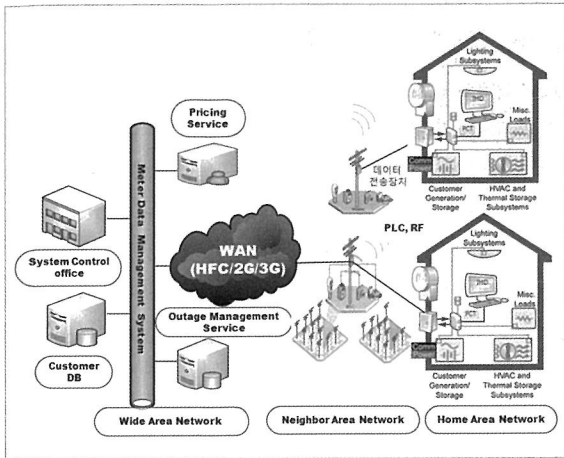 Pricing
Service
Meter Data Management System
System Control
office
Customer
DB
WAN
(HFC/2G/3G)
Outage Management
Service
Wide Area Network
데이터
전송장치
PLC, RF
Neighbor Area Network
Lighting
Subsystems
IHD
Misc.
Loads
PCT
Customer
Generation/
Storage
HVAC and
Thermal Storage
Subsystems
Lighting
Subsystems
IHD
Misc.
Loads
PCT
Customer
Generation/
Storage
HVAC and
Thermal Storage
Subsystems
Home Area Network